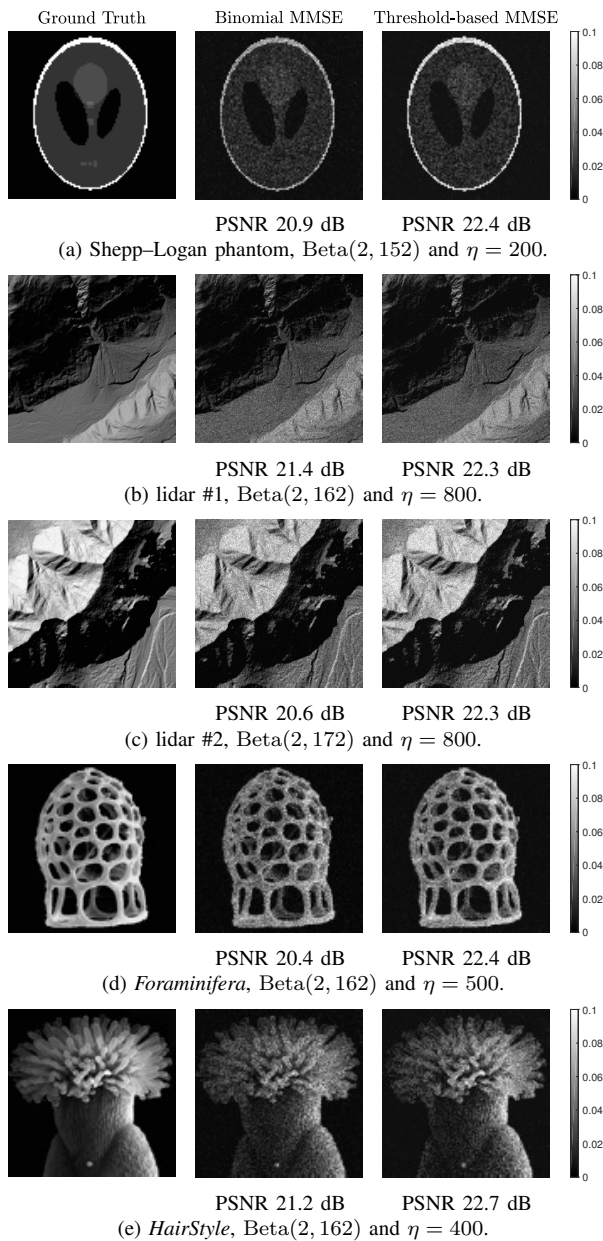 Ground Truth Binomial MMSE Threshold-based MMSE
0.1
0.08
0.06
0.04
0.02
0
PSNR 20.9 dB PSNR 22.4 dB
(a) Shepp–Logan phantom, Beta(2, 152) and η = 200.
0.1
0.08
0.06
0.04
0.02
0
PSNR 21.4 dB PSNR 22.3 dB
(b) lidar #1, Beta(2, 162) and η = 800.
0.1
0.08
0.06
0.04
0.02
0
PSNR 20.6 dB PSNR 22.3 dB
(c) lidar #2, Beta(2, 172) and η = 800.
0.1
0.08
0.06
0.04
0.02
0
PSNR 20.4 dB PSNR 22.4 dB
(d) Foraminifera, Beta(2, 162) and η = 500.
0.1
0.08
0.06
0.04
0.02
0
PSNR 21.2 dB PSNR 22.7 dB
(e) HairStyle, Beta(2, 162) and η = 400.